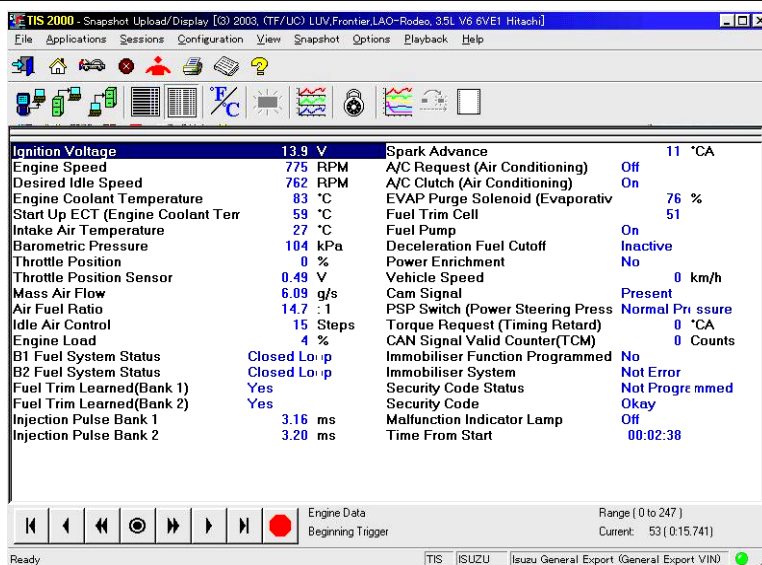 TIS 2000 - Snapshot Upload/Display [(3) 2003, (TF/UC) LUV,Frontier,LAO-Rodeo, 3.5L V6 6VE1 Hitachi]
File Applications Sessions Configuration View Snapshot Options Playback Help
°F/C
Ignition Voltage 13.9 V
Engine Speed 775 RPM
Desired Idle Speed 762 RPM
Engine Coolant Temperature 83 °C
Start Up ECT (Engine Coolant Tem 59 °C
Intake Air Temperature 27 °C
Barometric Pressure 104 kPa
Throttle Position 0 %
Throttle Position Sensor 0.49 V
Mass Air Flow 6.09 g/s
Air Fuel Ratio 14.7 : 1
Idle Air Control 15 Steps
Engine Load 4 %
B1 Fuel System Status Closed Loop
B2 Fuel System Status Closed Loop
Fuel Trim Learned(Bank 1) Yes
Fuel Trim Learned(Bank 2) Yes
Injection Pulse Bank 1 3.16 ms
Injection Pulse Bank 2 3.20 ms
Spark Advance 11 °CA
A/C Request (Air Conditioning) Off
A/C Clutch (Air Conditioning) On
EVAP Purge Solenoid (Evaporativ 76 %
Fuel Trim Cell 51
Fuel Pump On
Deceleration Fuel Cutoff Inactive
Power Enrichment No
Vehicle Speed 0 km/h
Cam Signal Present
PSP Switch (Power Steering Press Normal Pressure
Torque Request (Timing Retard) 0 °CA
CAN Signal Valid Counter(TCM) 0 Counts
Immobiliser Function Programmed No
Immobiliser System Not Error
Security Code Status Not Programmed
Security Code Okay
Malfunction Indicator Lamp Off
Time From Start 00:02:38
Engine Data
Beginning Trigger
Range ( 0 to 247 )
Current: 53 ( 0:15.741)
Ready TIS ISUZU Isuzu General Export (General Export VIN)